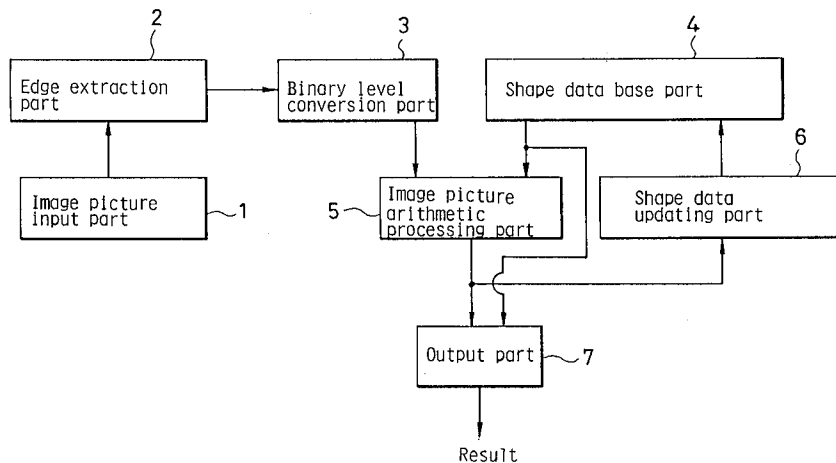 2
3
4
Edge extraction
part
Binary level
conversion part
Shape data base part
6
Image picture
input part
1
5
Image picture
arithmetic
processing part
Shape data
updating part
Output part
7
Result